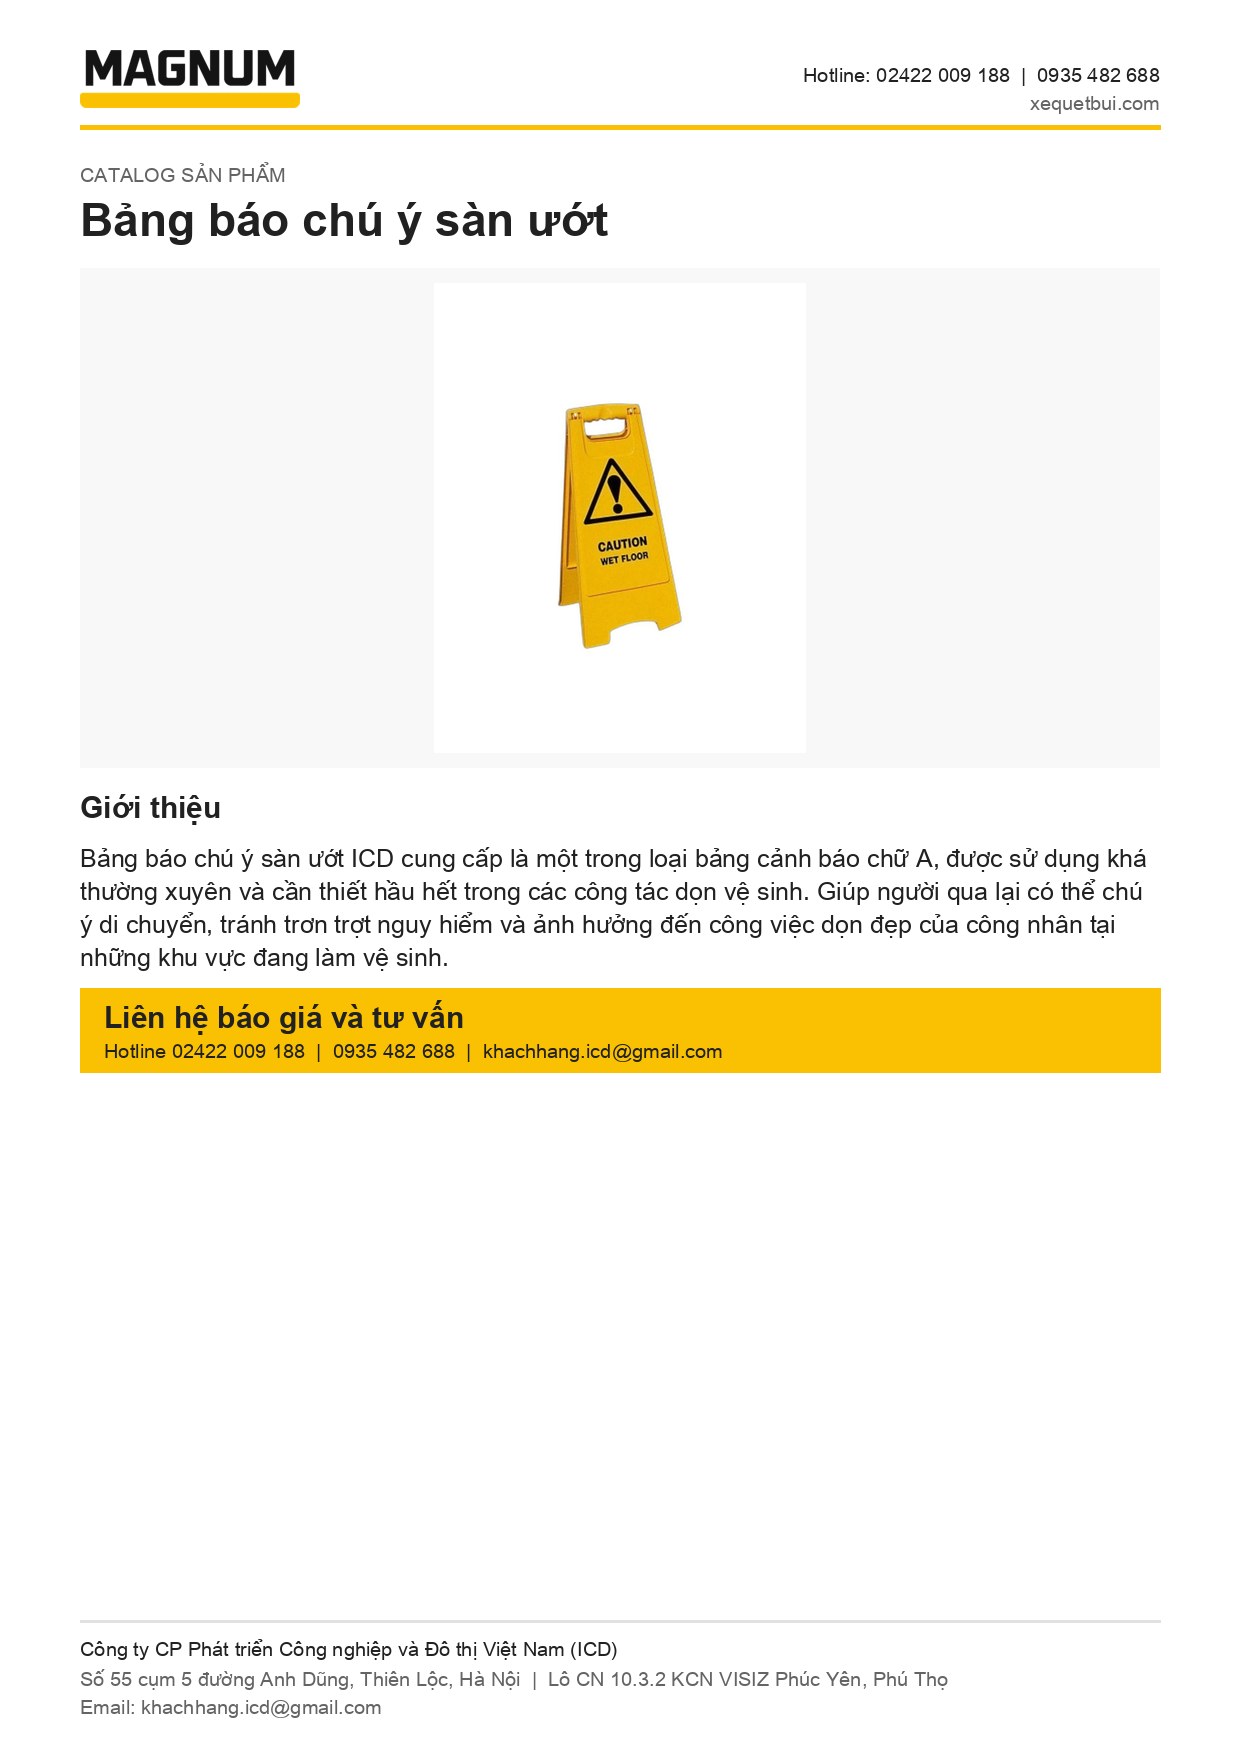 MAGNUM
Hotline: 02422 009 188 | 0935 482 688
xequetbui.com
CATALOG SẢN PHẨM
Bảng báo chú ý sàn ướt
CAUTION
WET FLOOR
Giới thiệu
Bảng báo chú ý sàn ướt ICD cung cấp là một trong loại bảng cảnh báo chữ A, được sử dụng khá
thường xuyên và cần thiết hầu hết trong các công tác dọn vệ sinh. Giúp người qua lại có thể chú
ý di chuyển, tránh trơn trợt nguy hiểm và ảnh hưởng đến công việc dọn đẹp của công nhân tại
những khu vực đang làm vệ sinh.
Liên hệ báo giá và tư vấn
Hotline 02422 009 188 | 0935 482 688 | khachhang.icd@gmail.com
Công ty CP Phát triển Công nghiệp và Đô thị Việt Nam (ICD)
Số 55 cụm 5 đường Anh Dũng, Thiên Lộc, Hà Nội | Lô CN 10.3.2 KCN VISIZ Phúc Yên, Phú Thọ
Email: khachhang.icd@gmail.com